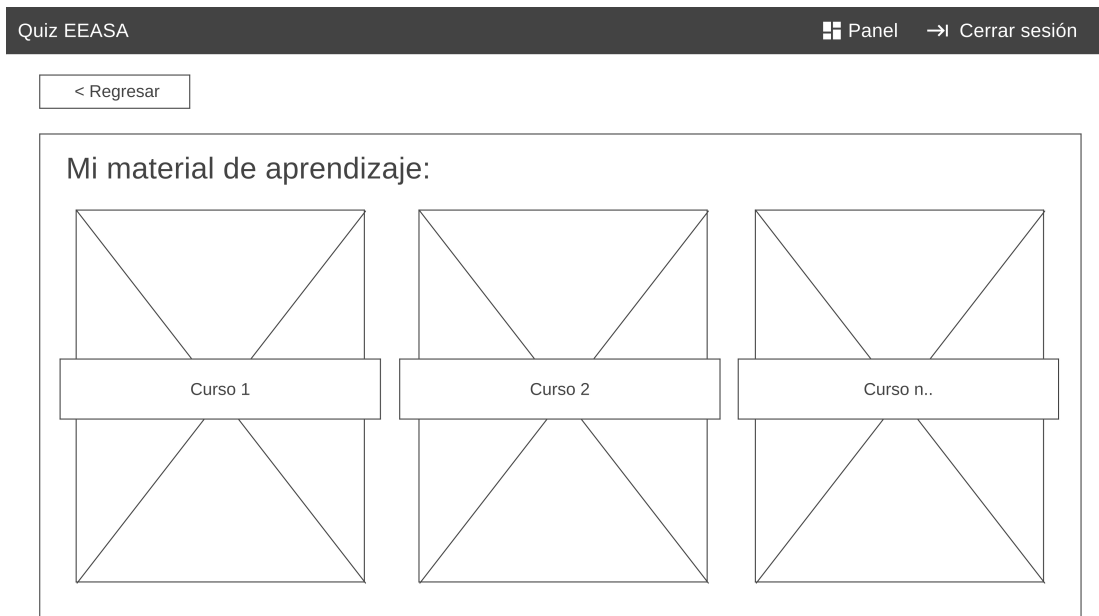 Quiz EEASA
Panel
Cerrar sesión
< Regresar
Mi material de aprendizaje:
Curso 1
Curso 2
Curso n..